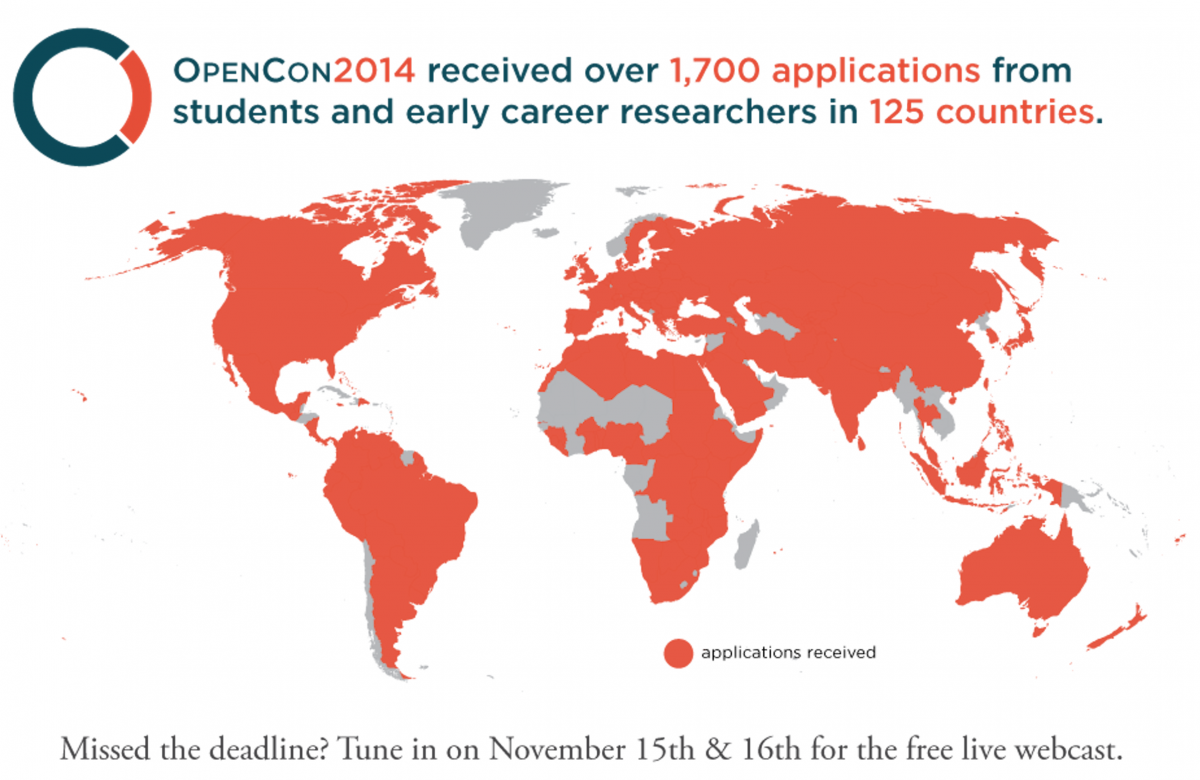 OPENCON2014 received over 1,700 applications from
students and early career researchers in 125 countries.
applications received
Missed the deadline? Tune in on November 15th & 16th for the free live webcast.